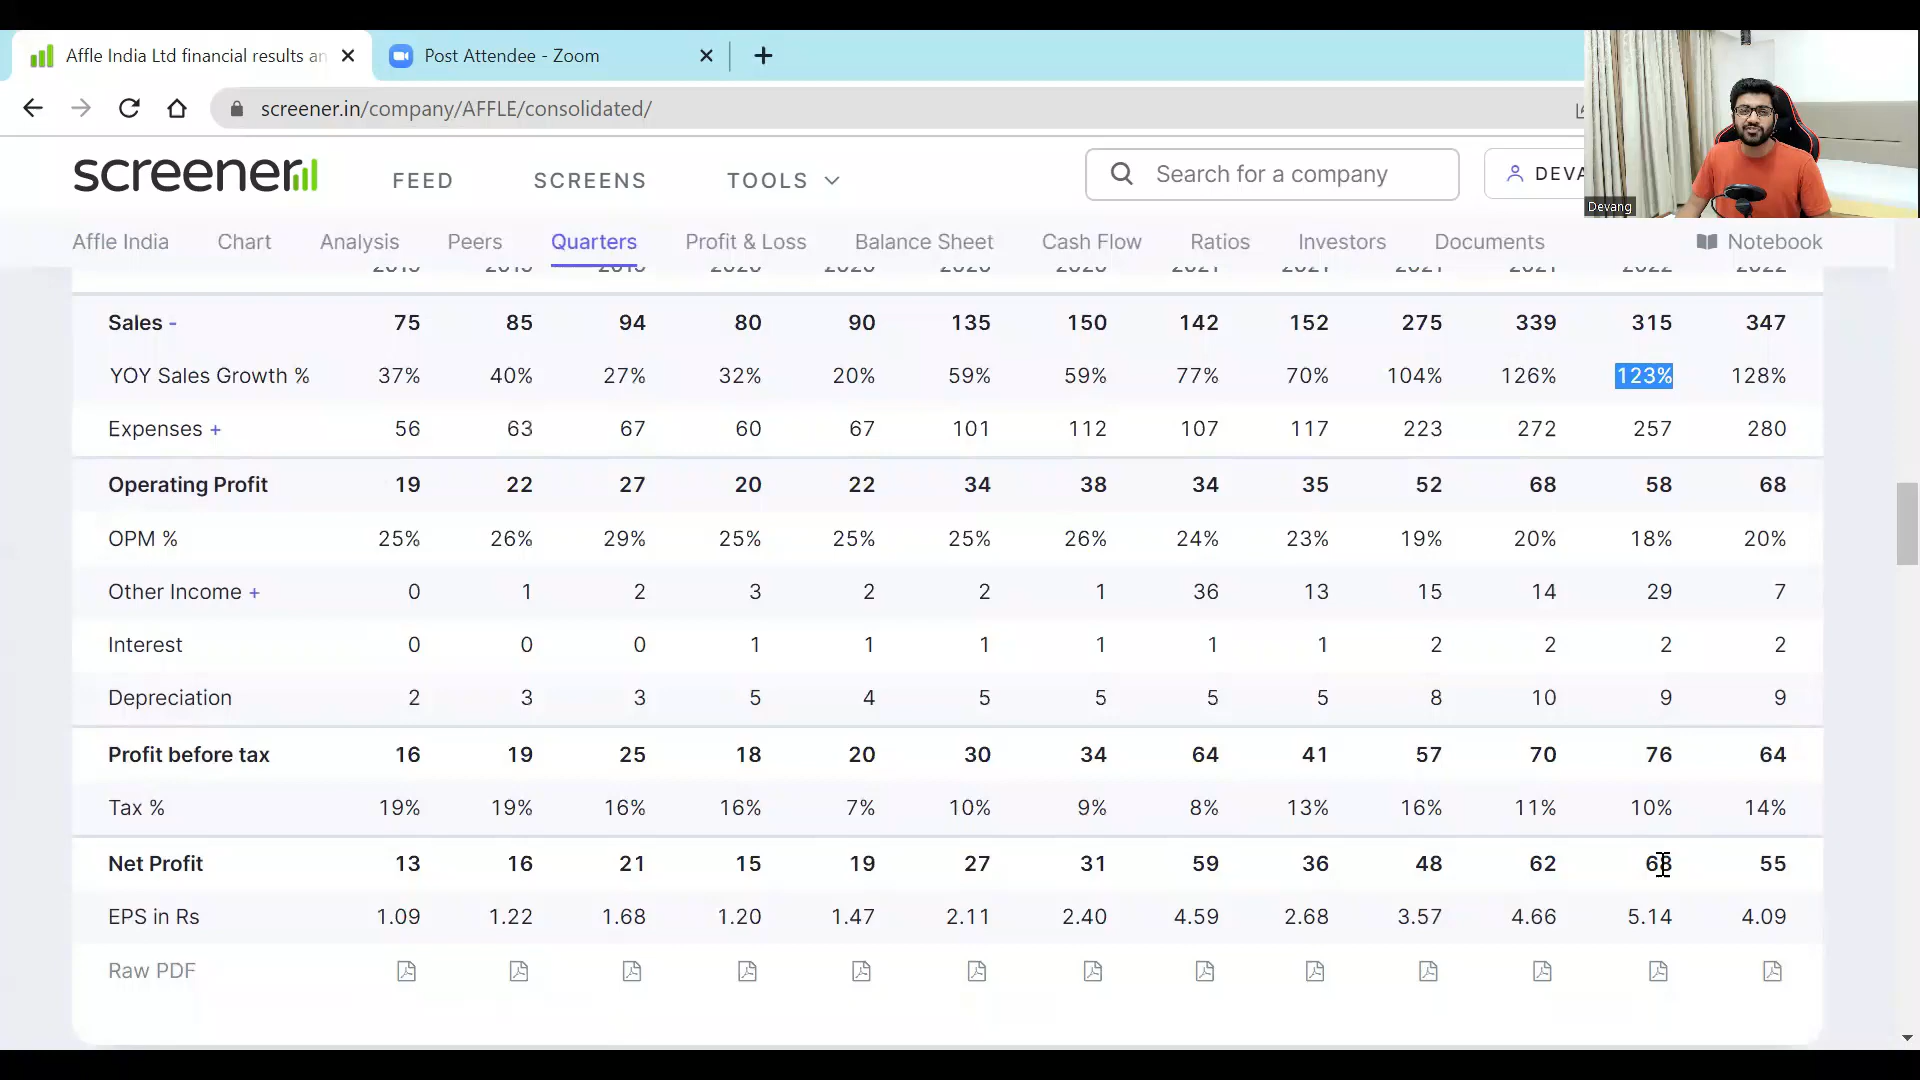 Affle India Ltd financial results an
Post Attendee - Zoom
screener.in/company/AFFLE/consolidated/
screener
FEED
SCREENS
TOOLS
Search for a company
DEVA
Devang
Affle India Chart Analysis Peers Quarters Profit & Loss Balance Sheet Cash Flow Ratios Investors Documents Notebook
Sales - 75 85 94 80 90 135 150 142 152 275 339 315 347
YOY Sales Growth % 37% 40% 27% 32% 20% 59% 59% 77% 70% 104% 126% 123% 128%
Expenses + 56 63 67 60 67 101 112 107 117 223 272 257 280
Operating Profit 19 22 27 20 22 34 38 34 35 52 68 58 68
OPM % 25% 26% 29% 25% 25% 25% 26% 24% 23% 19% 20% 18% 20%
Other Income + 0 1 2 3 2 2 1 36 13 15 14 29 7
Interest 0 0 0 1 1 1 1 1 1 2 2 2 2
Depreciation 2 3 3 5 4 5 5 5 5 8 10 9 9
Profit before tax 16 19 25 18 20 30 34 64 41 57 70 76 64
Tax % 19% 19% 16% 16% 7% 10% 9% 8% 13% 16% 11% 10% 14%
Net Profit 13 16 21 15 19 27 31 59 36 48 62 68 55
EPS in Rs 1.09 1.22 1.68 1.20 1.47 2.11 2.40 4.59 2.68 3.57 4.66 5.14 4.09
Raw PDF